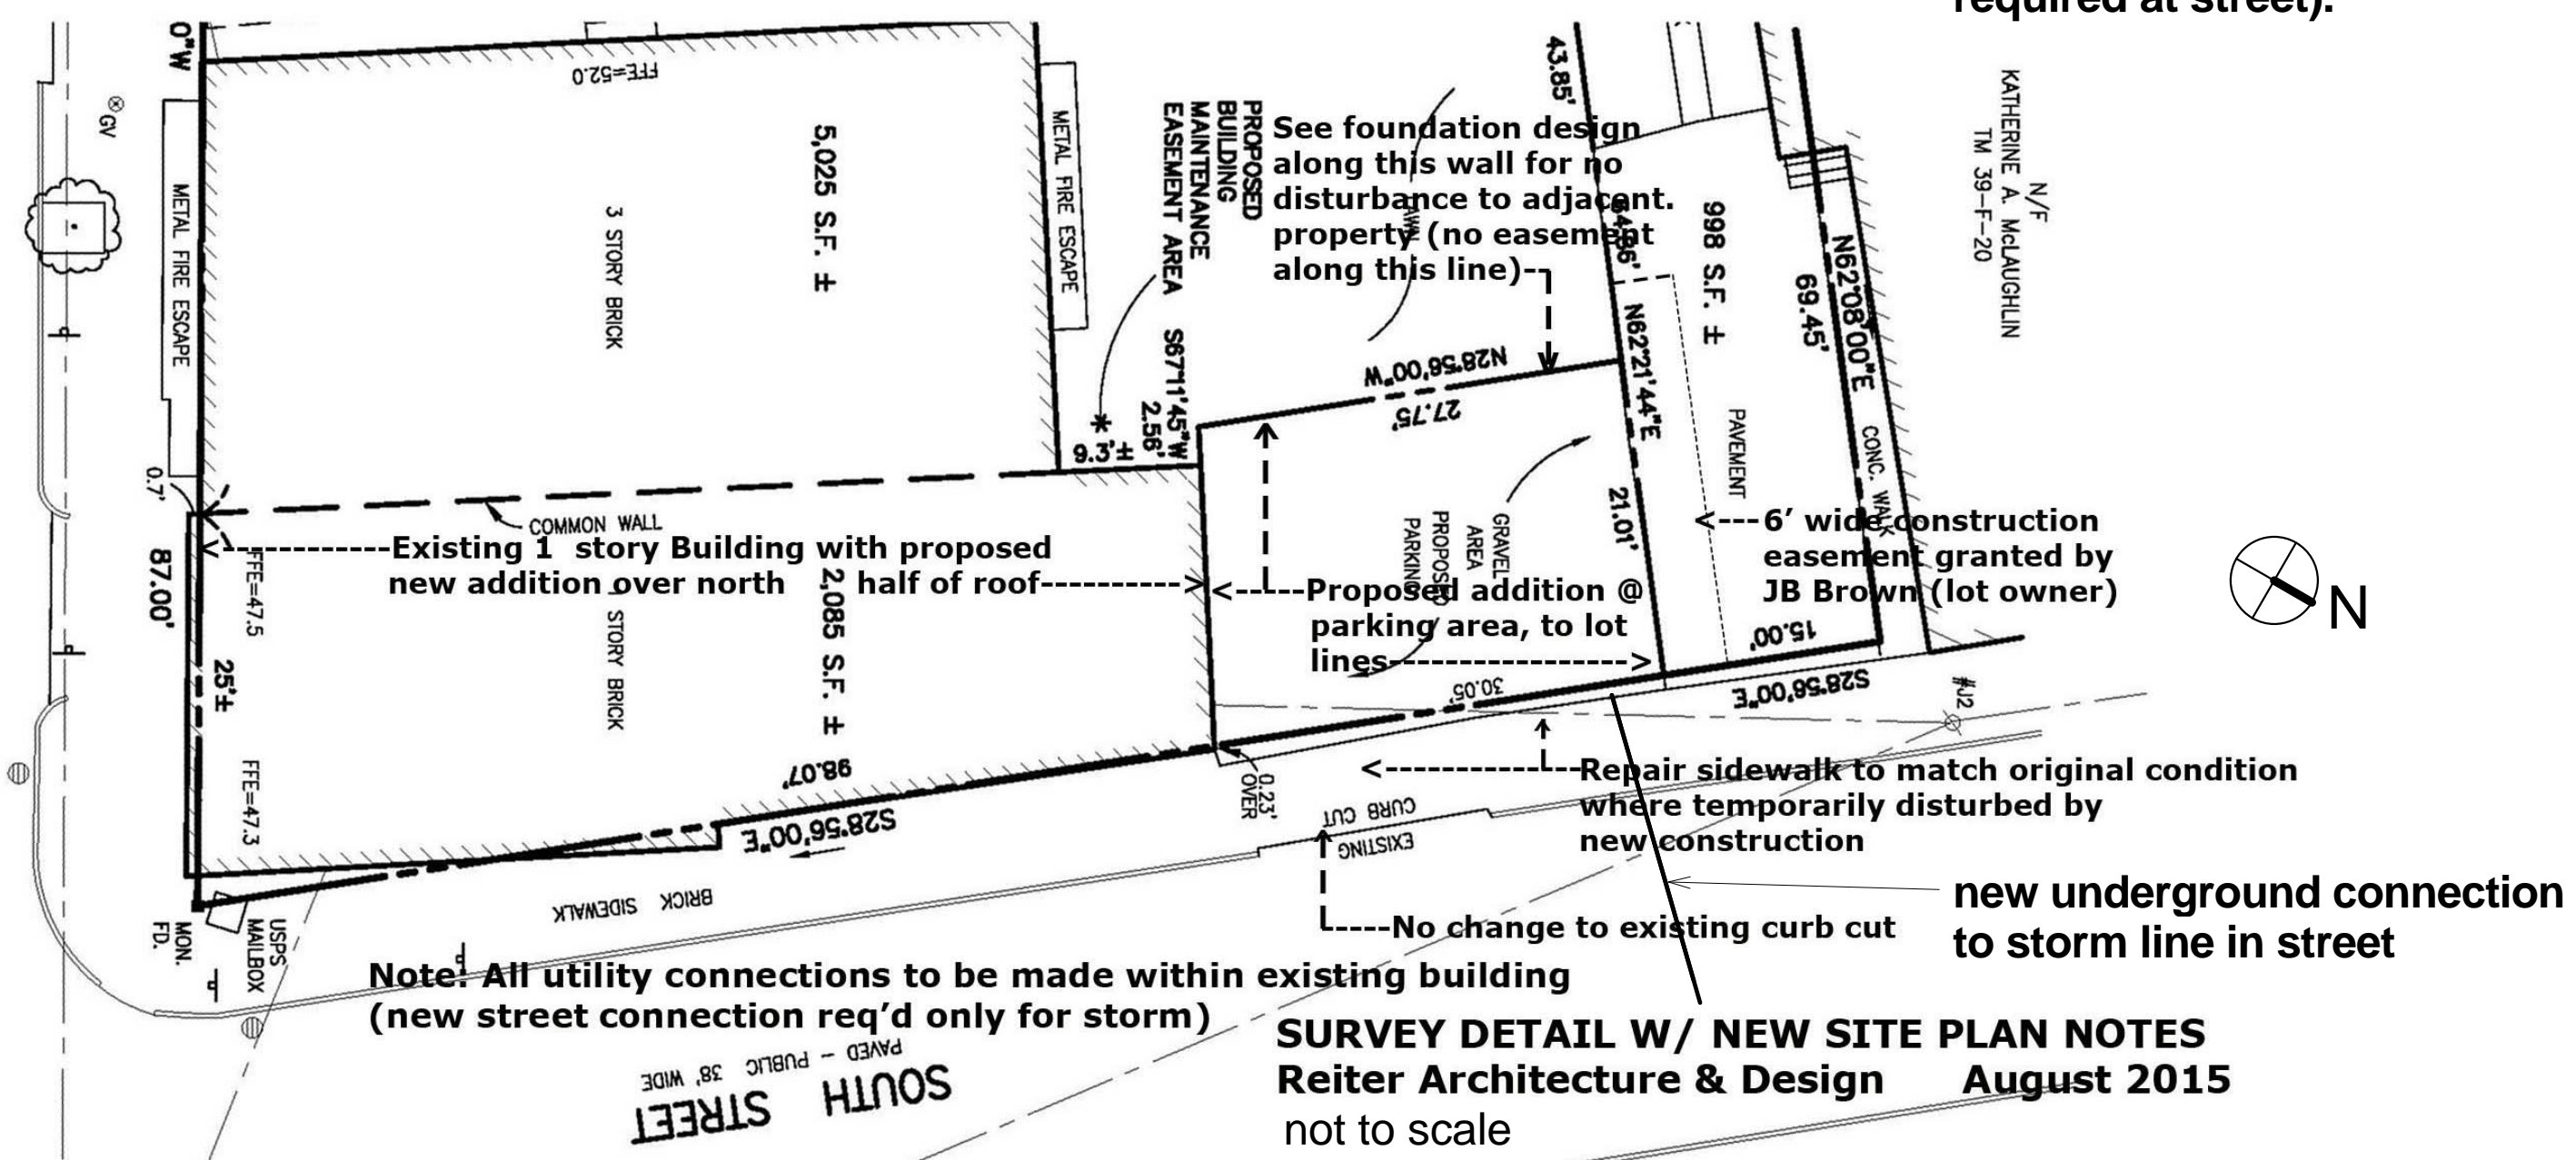 required at street).
0"W
FFE=52.0
GV
METAL FIRE ESCAPE
3 STORY BRICK
5,025 S.F. ±
METAL FIRE ESCAPE
PROPOSED
BUILDING
MAINTENANCE
EASEMENT AREA
See foundation design
along this wall for no
disturbance to adjacent.
property (no easement
along this line)--
LAWN
43.85'
64.86'
998 S.F. ±
N/F
KATHERINE A. McLAUGHLIN
TM 39-F-20
N62°08'00"E
69.45'
CONC. WALK
N62°21'44"E
21.01'
PAVEMENT
N28°56'00"W
27.75'
S67°11'45"W
2.56'
*
9.3'±
0.7'
87.00'
COMMON WALL
<-----------Existing 1 story Building with proposed
new addition over north half of roof----------->
FFE=47.5
25'±
FFE=47.3
1 STORY BRICK
2,085 S.F. ±
GRAVEL
AREA
PROPOSED
PARKING
<-----Proposed addition @
parking area, to lot
lines---------------->
<---6’ wide construction
easement granted by
JB Brown (lot owner)
N
15.00'
30.05'
S28°56'00"E
#J2
98.07'
S28°56'00"E
0.23'
OVER
<-------------Repair sidewalk to match original condition
where temporarily disturbed by
new construction
EXISTING
CURB CUT
BRICK SIDEWALK
-----No change to existing curb cut
new underground connection
to storm line in street
MON.
FD.
USPS
MAILBOX
Note: All utility connections to be made within existing building
(new street connection req’d only for storm)
SOUTH STREET
PAVED - PUBLIC 38' WIDE
SURVEY DETAIL W/ NEW SITE PLAN NOTES
Reiter Architecture & Design August 2015
not to scale